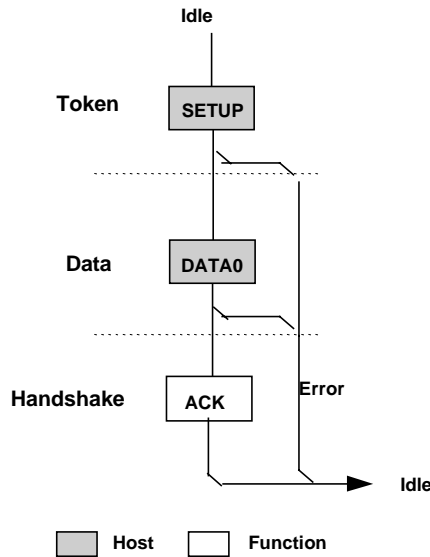 Idle
Token
SETUP
Data
DATA0
Handshake
ACK
Error
Idle
Host
Function